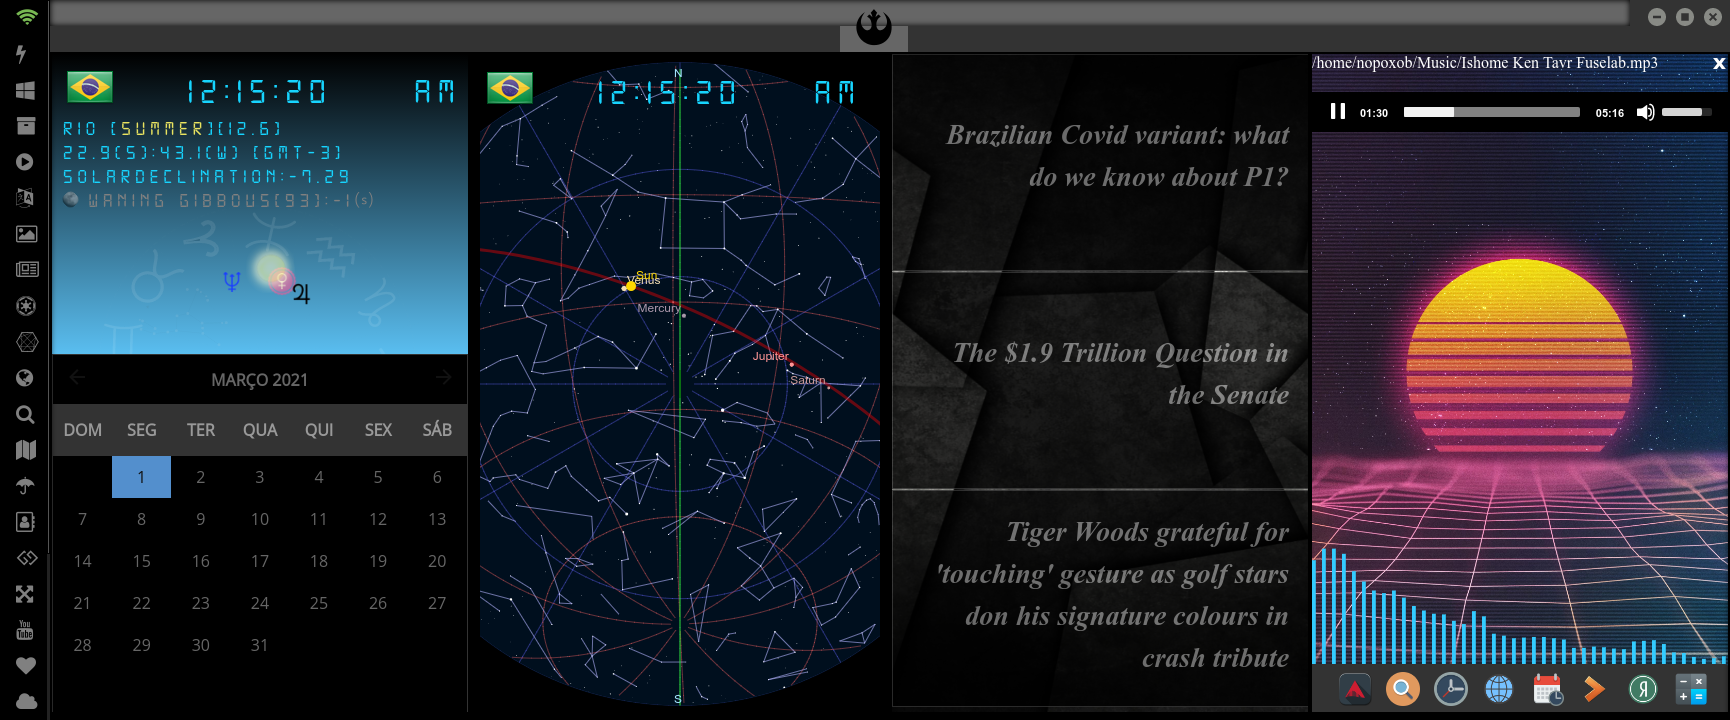 12:15:20 AM
RIO [SUMMER][12.6]
22.9(S):43.1(W) [GMT-3]
SOLARDECLINATION:-7.29
WANING GIBBOUS[93]:-1(s)
MARÇO 2021
DOM SEG TER QUA QUI SEX SÁB
1 2 3 4 5 6
7 8 9 10 11 12 13
14 15 16 17 18 19 20
21 22 23 24 25 26 27
28 29 30 31
N
12:15:20 AM
Sun
Venus
Mercury
Jupiter
Saturn
S
Brazilian Covid variant: what
do we know about P1?
The $1.9 Trillion Question in
the Senate
Tiger Woods grateful for
'touching' gesture as golf stars
don his signature colours in
crash tribute
/home/nopoxob/Music/Ishome Ken Tavr Fuselab.mp3 x
01:30 05:16
You
Tube
Я